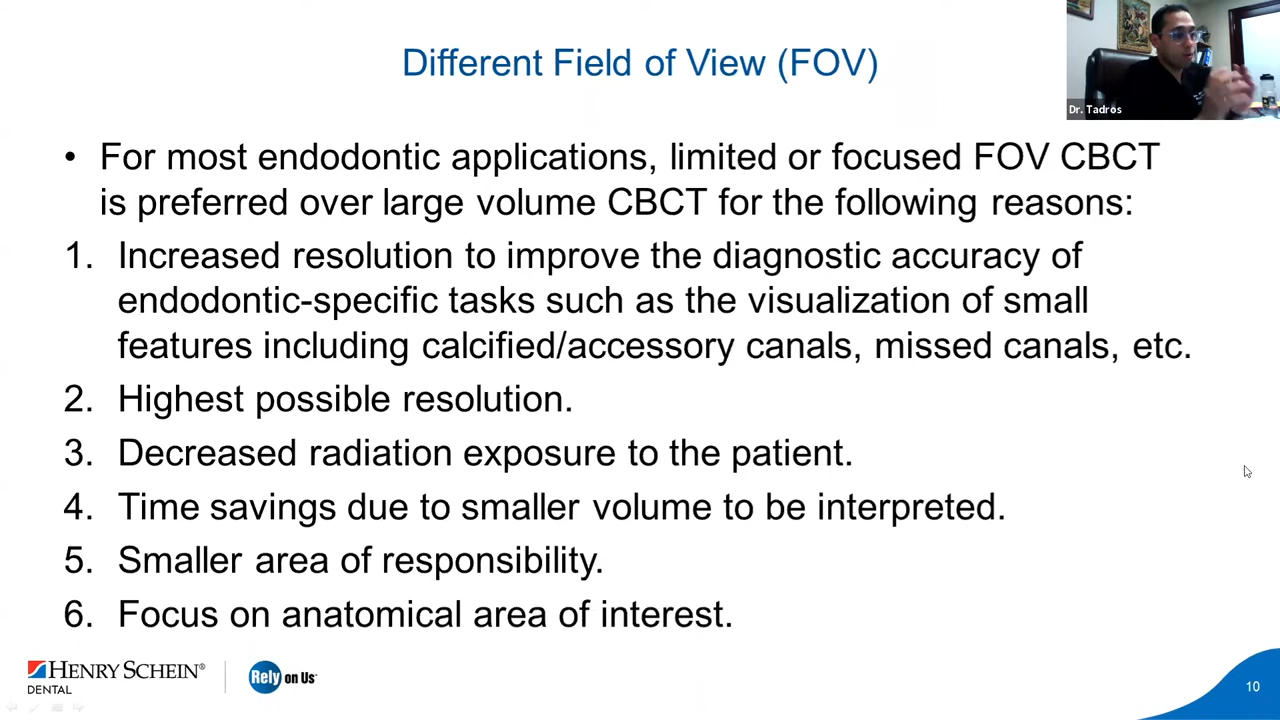 Different Field of View (FOV)
Dr. Tadros
• For most endodontic applications, limited or focused FOV CBCT
is preferred over large volume CBCT for the following reasons:
1. Increased resolution to improve the diagnostic accuracy of
endodontic-specific tasks such as the visualization of small
features including calcified/accessory canals, missed canals, etc.
2. Highest possible resolution.
3. Decreased radiation exposure to the patient.
4. Time savings due to smaller volume to be interpreted.
5. Smaller area of responsibility.
6. Focus on anatomical area of interest.
HENRY SCHEIN®
DENTAL
Rely on Us™
10